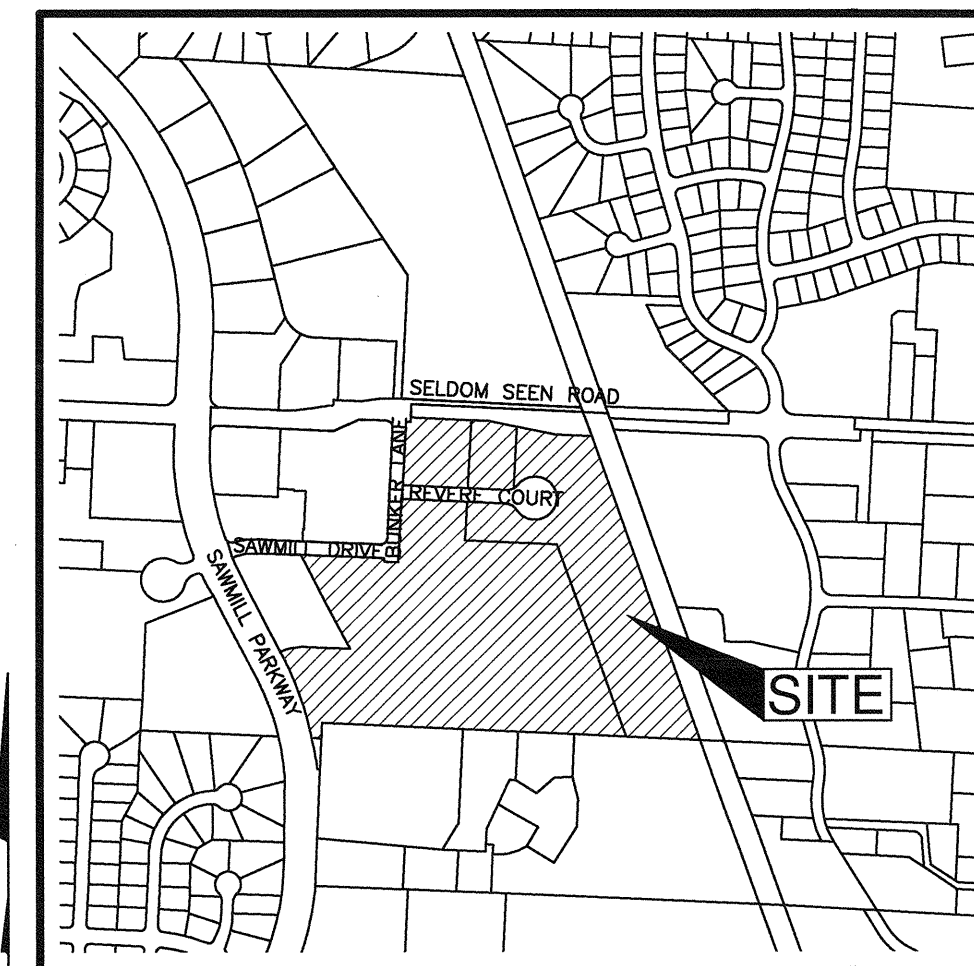 SELDOM SEEN ROAD
BUNKER LANE
REVERE COURT
SAWMILL DRIVE
SAWMILL PARKWAY
SITE